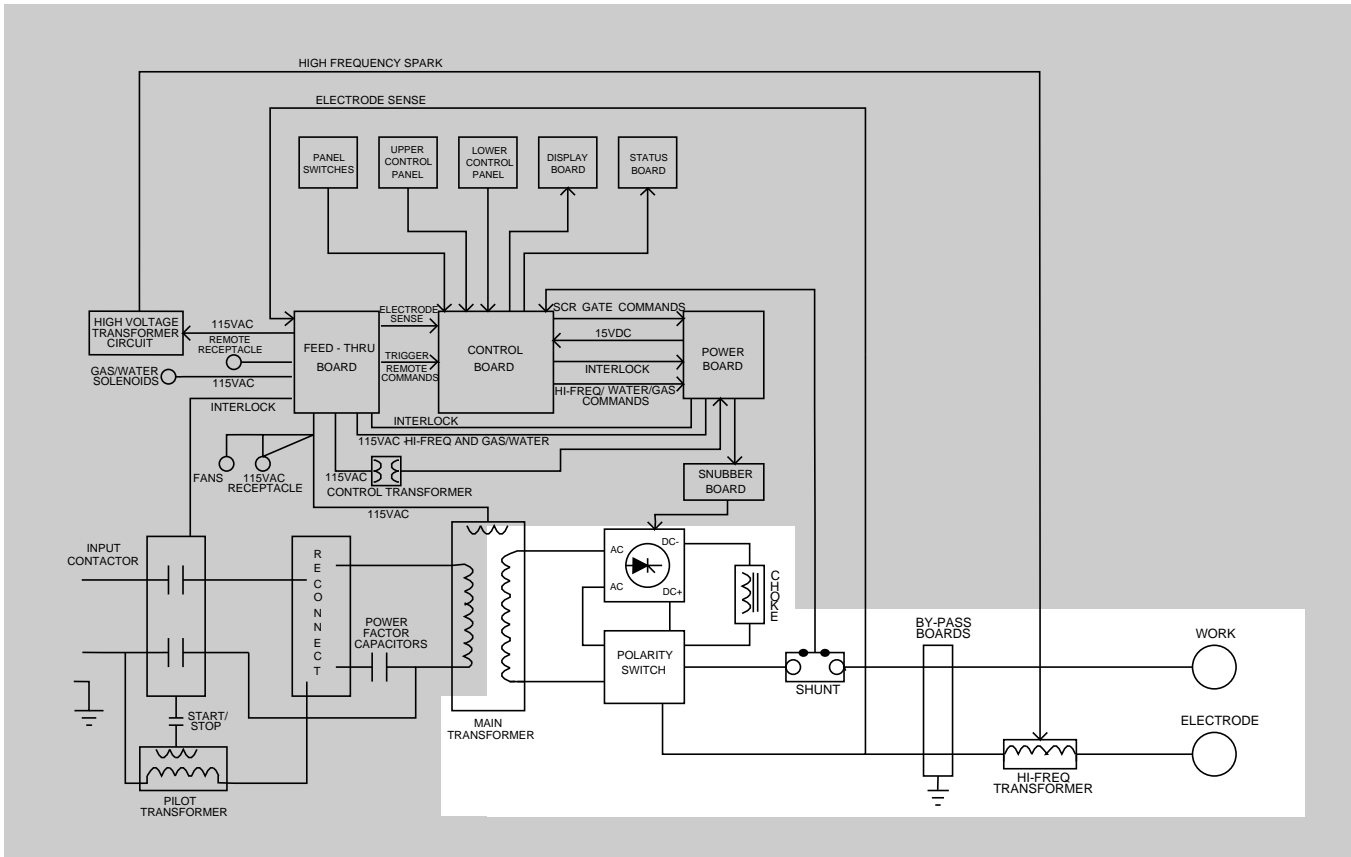 HIGH FREQUENCY SPARK
ELECTRODE SENSE
PANEL
SWITCHES
UPPER
CONTROL
PANEL
LOWER
CONTROL
PANEL
DISPLAY
BOARD
STATUS
BOARD
HIGH VOLTAGE
TRANSFORMER
CIRCUIT
115VAC
REMOTE
RECEPTACLE
GAS/WATER
SOLENOIDS
115VAC
INTERLOCK
FEED - THRU
BOARD
ELECTRODE
SENSE
TRIGGER
REMOTE
COMMANDS
CONTROL
BOARD
SCR GATE COMMANDS
15VDC
INTERLOCK
HI-FREQ/ WATER/GAS
COMMANDS
POWER
BOARD
INTERLOCK
115VAC HI-FREQ AND GAS/WATER
FANS
115VAC
RECEPTACLE
115VAC
CONTROL TRANSFORMER
115VAC
SNUBBER
BOARD
INPUT
CONTACTOR
RECONNECT
POWER
FACTOR
CAPACITORS
START/
STOP
PILOT
TRANSFORMER
MAIN
TRANSFORMER
AC
DC-
AC
DC+
CHOKE
POLARITY
SWITCH
SHUNT
BY-PASS
BOARDS
WORK
ELECTRODE
HI-FREQ
TRANSFORMER